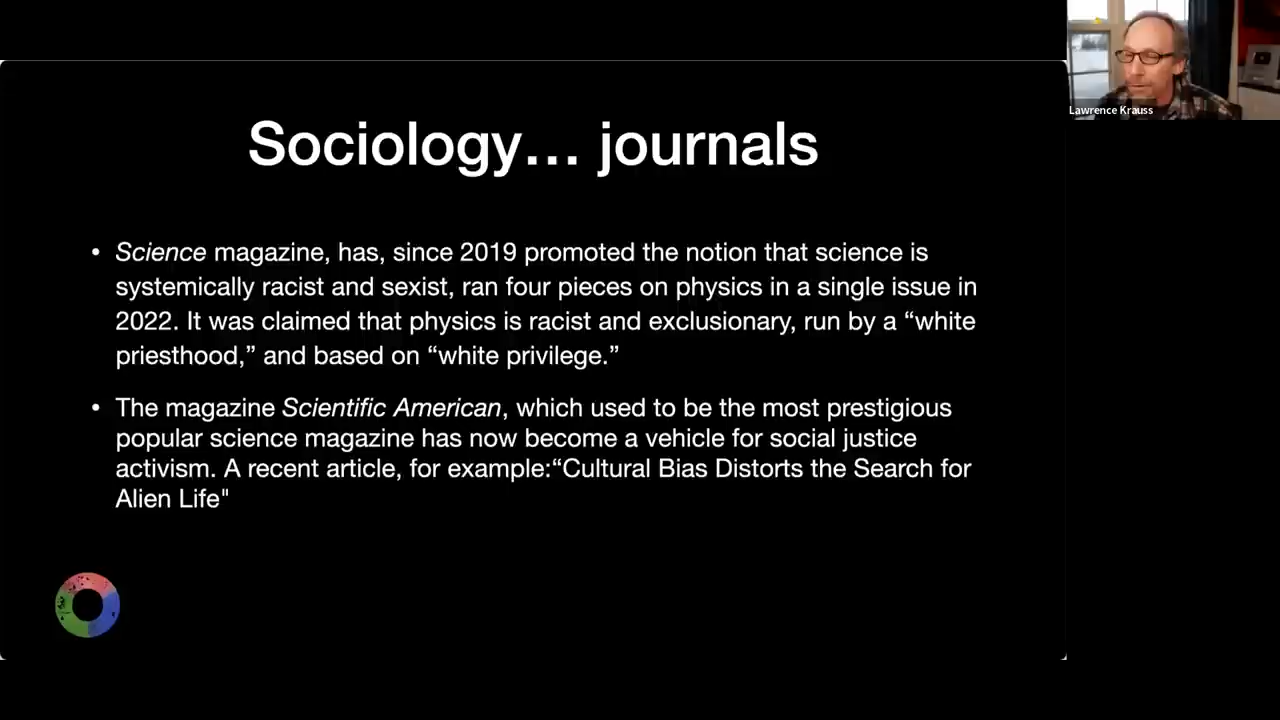 Lawrence Krauss
Sociology... journals
• Science magazine, has, since 2019 promoted the notion that science is
systemically racist and sexist, ran four pieces on physics in a single issue in
2022. It was claimed that physics is racist and exclusionary, run by a “white
priesthood,” and based on “white privilege.”
• The magazine Scientific American, which used to be the most prestigious
popular science magazine has now become a vehicle for social justice
activism. A recent article, for example:“Cultural Bias Distorts the Search for
Alien Life"